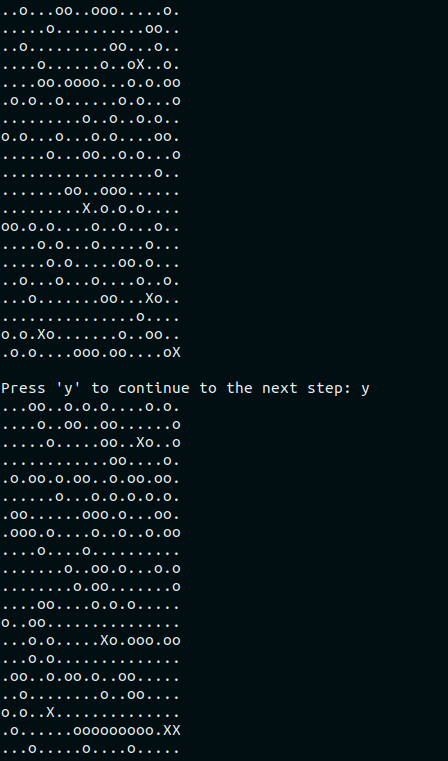 ..o...oo..ooo.....o.
.....o..........oo..
..o.........oo...o..
....o......o..oX..o.
....oo.oooo...o.o.oo
.o.o..o......o.o...o
.........o..o..o.o..
o.o...o...o.o....oo.
.....o...oo..o.o...o
.................o..
.......oo..ooo......
.........X.o.o.o....
oo.o.o....o..o...o..
....o.o...o.....o...
.....o.o.....oo.o...
..o...o...o....o..o.
...o.......oo...Xo..
...............o....
o.o.Xo.......o..oo..
.o.o....ooo.oo....oX
Press 'y' to continue to the next step: y
...oo..o.o.o....o.o.
....o..oo..oo......o
.....o.....oo..Xo..o
............oo....o.
.o.oo.o.oo..o.oo.oo.
......o...o.o.o.o.o.
.oo......ooo.o...oo.
.ooo.o....o..o..o.oo
....o....o..........
.......o..oo.o...o.o
........o.oo.......o
....oo....o.o.o.....
o..oo...............
...o.o.....Xo.ooo.oo
...o.o..............
.oo..o.oo.o..oo.....
..o........o..oo....
o.o..X..............
.o......ooooooooo.XX
...o.....o....o.....